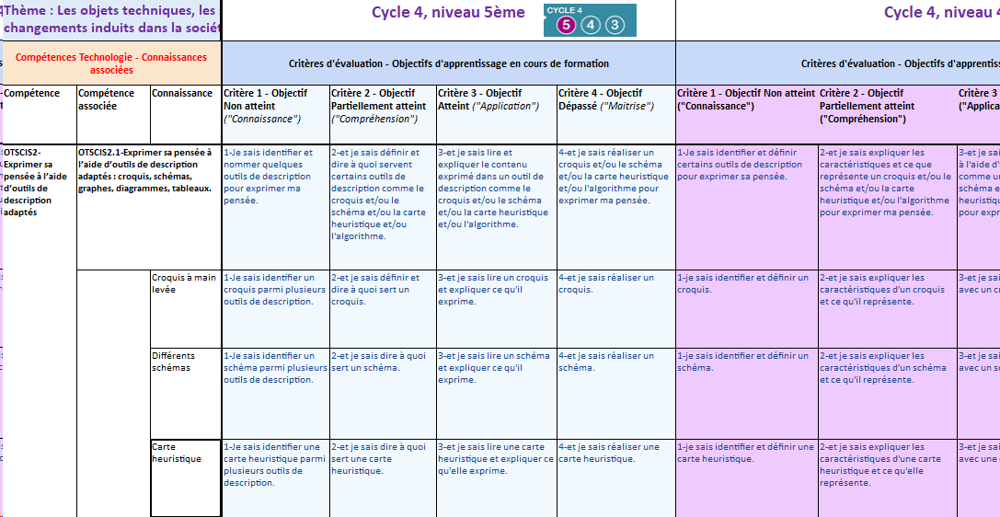 Thème : Les objets techniques, les
changements induits dans la sociét
Cycle 4, niveau 5ème
CYCLE 4
5 4 3
Cycle 4, niveau 4
Compétences Technologie - Connaissances
associées
Critères d'évaluation - Objectifs d'apprentissage en cours de formation
Critères d'évaluation - Objectifs d'apprentiss
Compétence
Compétence
associée
Connaissance
Critère 1 - Objectif
Non atteint
("Connaissance")
Critère 2 - Objectif
Partiellement atteint
("Compréhension")
Critère 3 - Objectif
Atteint ("Application")
Critère 4 - Objectif
Dépassé ("Maitrise")
Critère 1 - Objectif Non atteint
("Connaissance")
Critère 2 - Objectif
Partiellement atteint
("Compréhension")
Critère 3
("Applica
OTSCIS2-
Exprimer sa
pensée à l'aide
d'outils de
description
adaptés
OTSCIS2.1-Exprimer sa pensée à
l'aide d'outils de description
adaptés : croquis, schémas,
graphes, diagrammes, tableaux.
1-Je sais identifier et
nommer quelques
outils de description
pour exprimer ma
pensée.
2-et je sais définir et
dire à quoi servent
certains outils de
description comme le
croquis et/ou le
schéma et/ou la carte
heuristique et/ou
l'algorithme.
3-et je sais lire et
expliquer le contenu
exprimé dans un outil de
description comme le
croquis et/ou le schéma
et/ou la carte heuristique
et/ou l'algorithme.
4-et je sais réaliser un
croquis et/ou le schéma
et/ou la carte heuristique
et/ou l'algorithme pour
exprimer ma pensée.
1-Je sais identifier et définir
certains outils de description
pour exprimer sa pensée.
2-et je sais expliquer les
caractéristiques et ce que
représente un croquis et/ou le
schéma et/ou la carte
heuristique et/ou l'algorithme
pour exprimer ma pensée.
3-et je sai
à l'aide d'
comme un
schéma e
heuristiqu
pour expr
Croquis à main
levée
1-Je sais identifier un
croquis parmi plusieurs
outils de description.
2-et je sais définir et
dire à quoi sert un
croquis.
3-et je sais lire un croquis
et expliquer ce qu'il
exprime.
4-et je sais réaliser un
croquis.
1-je sais identifier et définir un
croquis.
2-et je sais expliquer les
caractéristiques d'un croquis
et ce qu'il représente.
3-et je sai
avec un cr
Différents
schémas
1-Je sais identifier un
schéma parmi plusieurs
outils de description.
2-et je sais dire à quoi
sert un schéma.
3-et je sais lire un schéma
et expliquer ce qu'il
exprime.
4-et je sais réaliser un
schéma.
1-je sais identifier et définir un
schéma.
2-et je sais expliquer les
caractéristiques d'un schéma
et ce qu'il représente.
3-et je sai
avec un sc
Carte
heuristique
1-Je sais identifier une
carte heuristique parmi
plusieurs outils de
description.
2-et je sais dire à quoi
sert une carte
heuristique.
3-et je sais lire une carte
heuristique et expliquer ce
qu'elle exprime.
4-et je sais réaliser une
carte heuristique.
1-je sais identifier et définir une
carte heuristique.
2-et je sais expliquer les
caractéristiques d'une carte
heuristique et ce qu'elle
représente.
3-et je sai
avec une